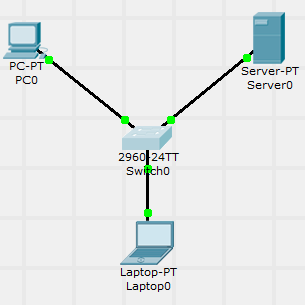 PC-PT
PC0
Server-PT
Server0
2960-24TT
Switch0
Laptop-PT
Laptop0